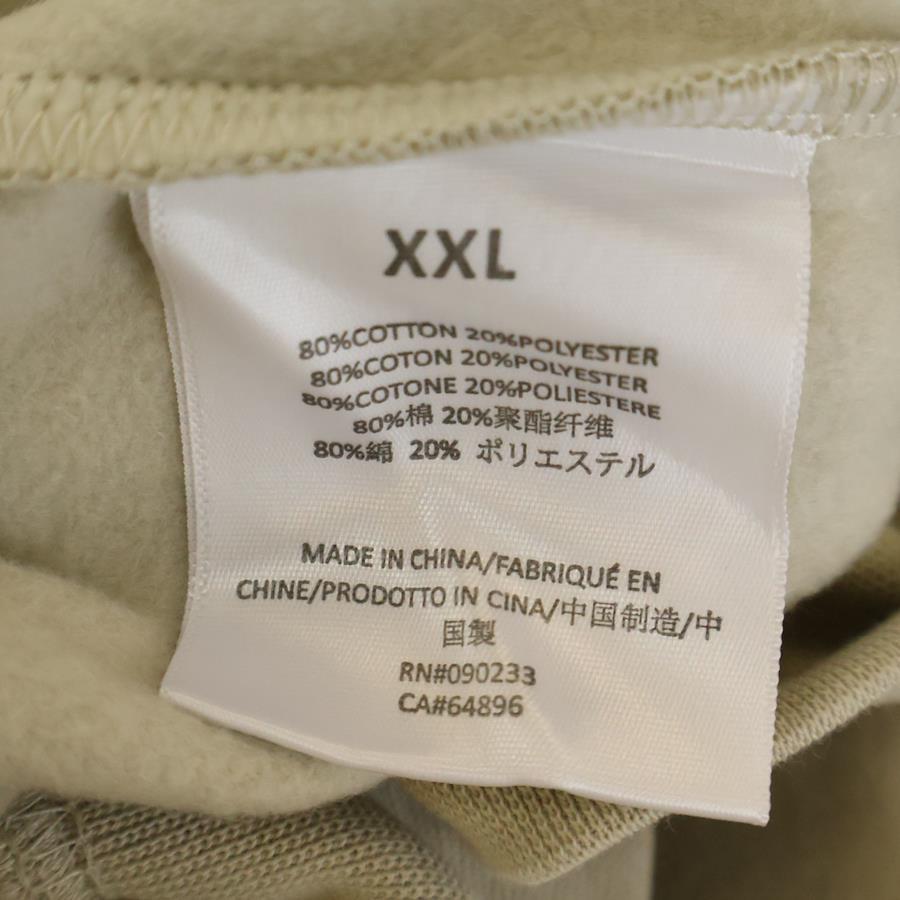 XXL
80%COTTON 20%POLYESTER
80%COTON 20%POLYESTER
80%COTONE 20%POLIESTERE
80%棉 20%聚酯纤维
80%綿 20% ポリエステル
MADE IN CHINA/FABRIQUÉ EN
CHINE/PRODOTTO IN CINA/中国制造/中
国製
RN#090233
CA#64896